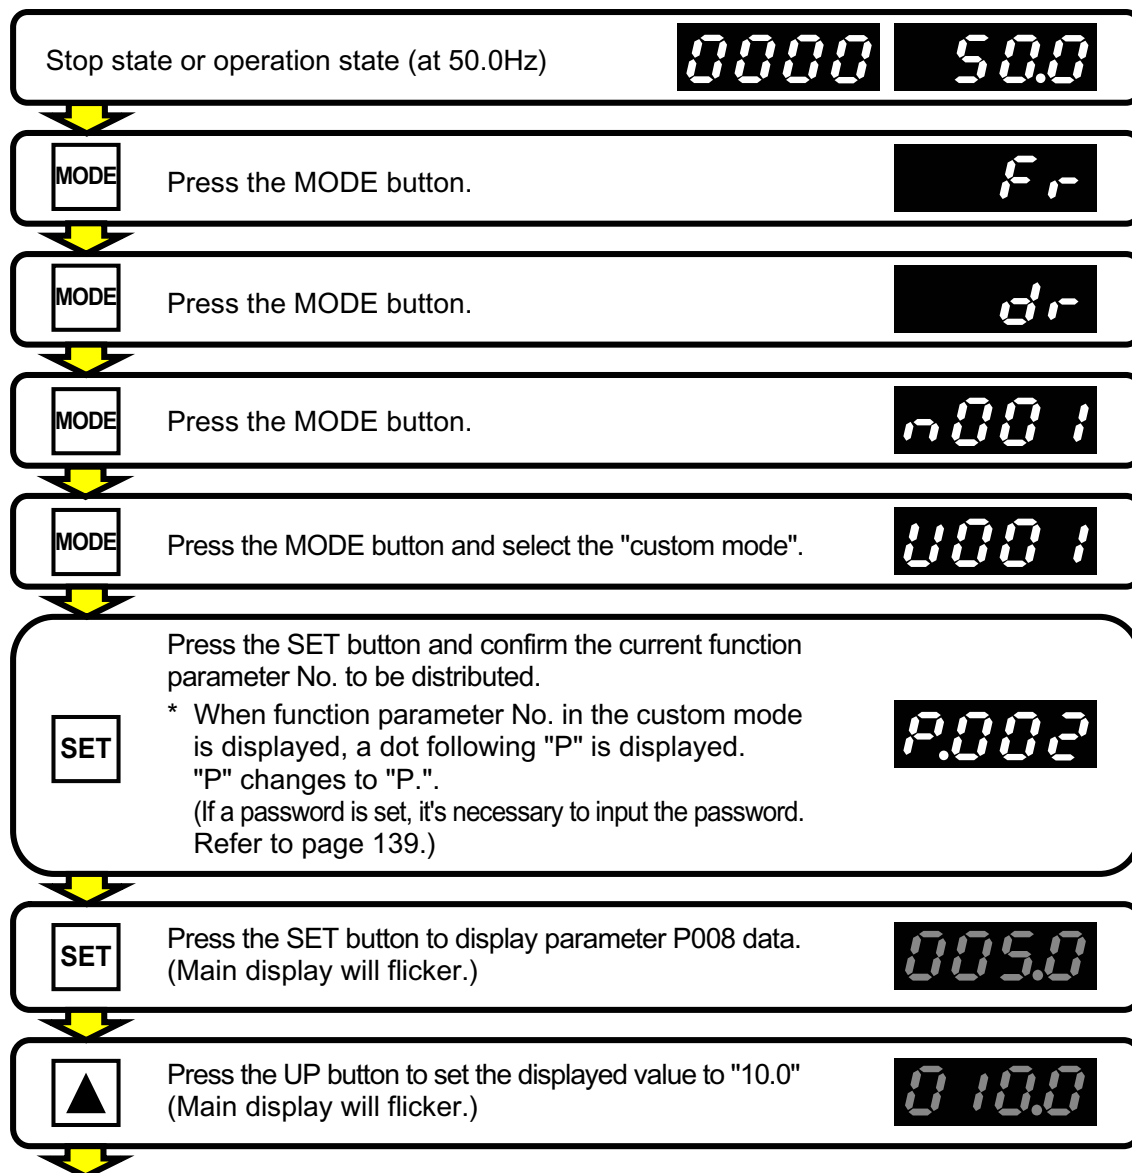 Stop state or operation state (at 50.0Hz) 0000 50.0
MODE Press the MODE button. Fr
MODE Press the MODE button. dr
MODE Press the MODE button. n001
MODE Press the MODE button and select the "custom mode". U001
Press the SET button and confirm the current function
parameter No. to be distributed.
* When function parameter No. in the custom mode
is displayed, a dot following "P" is displayed.
SET P.002
"P" changes to "P.".
(If a password is set, it's necessary to input the password.
Refer to page 139.)
SET Press the SET button to display parameter P008 data. 005.0
(Main display will flicker.)
Press the UP button to set the displayed value to "10.0" 010.0
(Main display will flicker.)